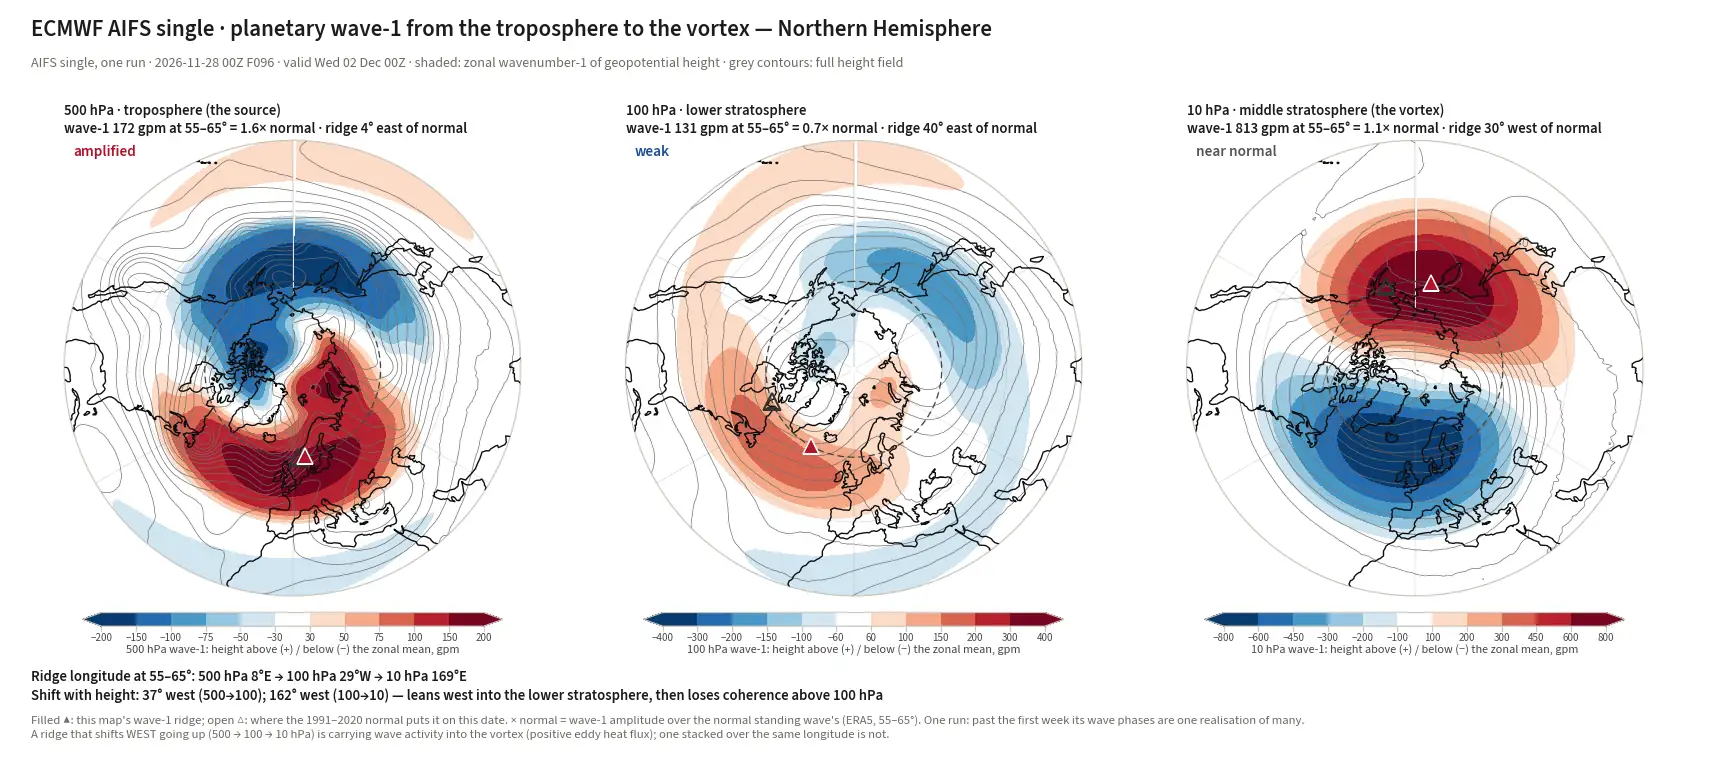 ECMWF AIFS single · planetary wave-1 from the troposphere to the vortex — Northern Hemisphere
AIFS single, one run · 2026-11-28 00Z F096 · valid Wed 02 Dec 00Z · shaded: zonal wavenumber-1 of geopotential height · grey contours: full height field
500 hPa · troposphere (the source)
wave-1 172 gpm at 55–65° = 1.6× normal · ridge 4° east of normal
amplified
100 hPa · lower stratosphere
wave-1 131 gpm at 55–65° = 0.7× normal · ridge 40° east of normal
weak
10 hPa · middle stratosphere (the vortex)
wave-1 813 gpm at 55–65° = 1.1× normal · ridge 30° west of normal
near normal
−200 −150 −100 −75 −50 −30 30 50 75 100 150 200
500 hPa wave-1: height above (+) / below (−) the zonal mean, gpm
−400 −300 −200 −150 −100 −60 60 100 150 200 300 400
100 hPa wave-1: height above (+) / below (−) the zonal mean, gpm
−800 −600 −450 −300 −200 −100 100 200 300 450 600 800
10 hPa wave-1: height above (+) / below (−) the zonal mean, gpm
Ridge longitude at 55–65°: 500 hPa 8°E → 100 hPa 29°W → 10 hPa 169°E
Shift with height: 37° west (500→100); 162° west (100→10) — leans west into the lower stratosphere, then loses coherence above 100 hPa
Filled ▲: this map's wave-1 ridge; open △: where the 1991–2020 normal puts it on this date. × normal = wave-1 amplitude over the normal standing wave's (ERA5, 55–65°). One run: past the first week its wave phases are one realisation of many.
A ridge that shifts WEST going up (500 → 100 → 10 hPa) is carrying wave activity into the vortex (positive eddy heat flux); one stacked over the same longitude is not.